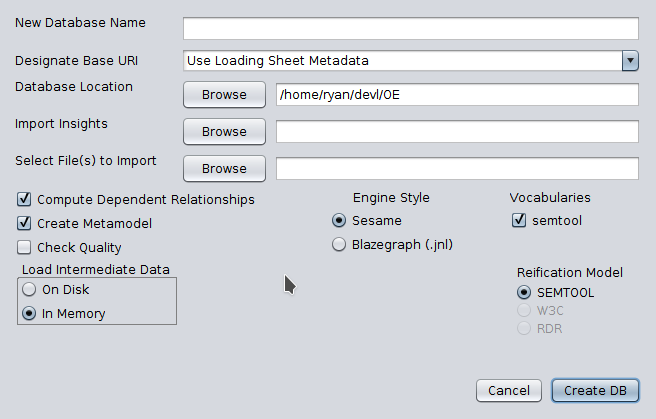 New Database Name
Designate Base URI Use Loading Sheet Metadata
Database Location Browse /home/ryan/devl/OE
Import Insights Browse
Select File(s) to Import Browse
Compute Dependent Relationships Engine Style Vocabularies
Create Metamodel Sesame semtool
Check Quality Blazegraph (.jnl)
Load Intermediate Data Reification Model
On Disk SEMTOOL
In Memory W3C
RDR
Cancel Create DB